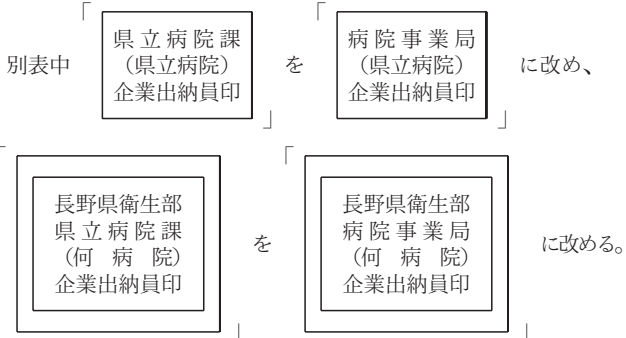 別表中「県立病院課
(県立病院)
企業出納員印」を「病院事業局
(県立病院)
企業出納員印」に改め、
「長野県衛生部
県立病院課
(何病院)
企業出納員印」を「長野県衛生部
病院事業局
(何病院)
企業出納員印」に改める。